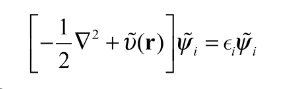 [−1/2 ∇² + υ̃(r)] ψ̃ᵢ = ϵᵢψ̃ᵢ